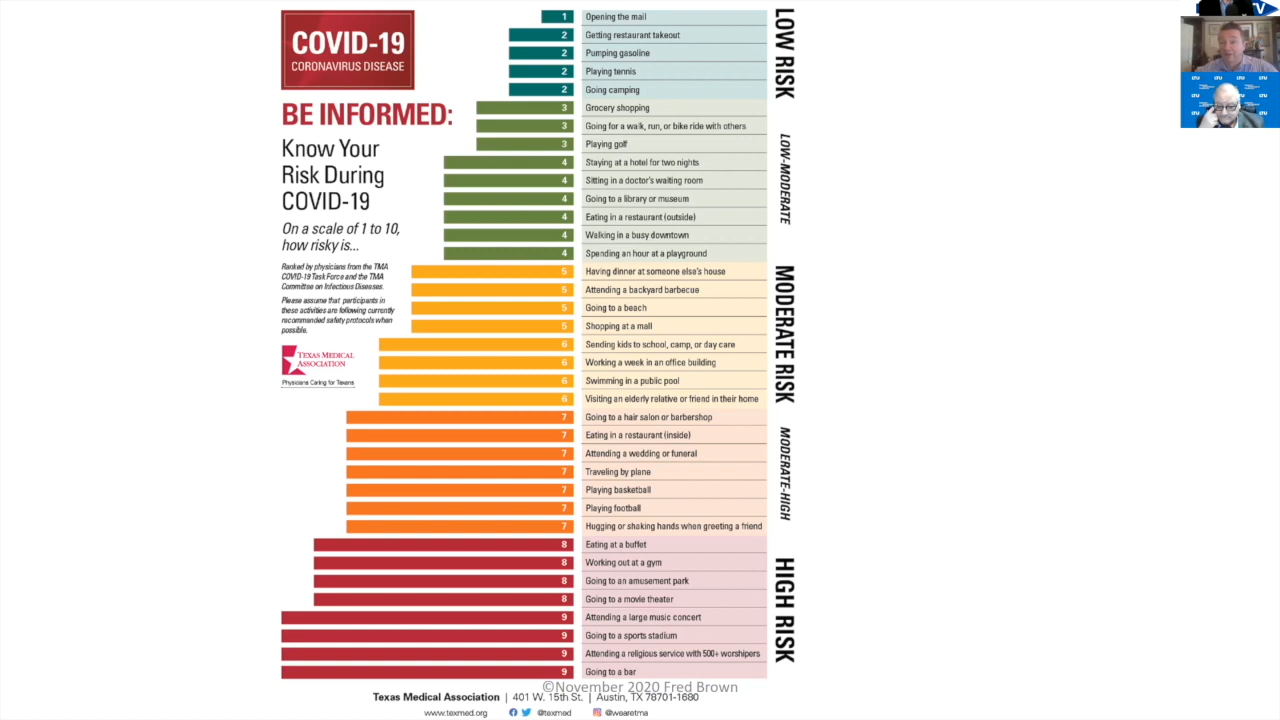 COVID-19
CORONAVIRUS DISEASE
BE INFORMED:
Know Your
Risk During
COVID-19
On a scale of 1 to 10,
how risky is...
Ranked by physicians from the TMA
COVID-19 Task Force and the TMA
Committee on Infectious Diseases.
Please assume that participants in
these activities are following currently
recommended safety protocols when
possible.
TEXAS MEDICAL
ASSOCIATION
Physicians Caring for Texans
1 Opening the mail
2 Getting restaurant takeout
2 Pumping gasoline
2 Playing tennis
2 Going camping
3 Grocery shopping
3 Going for a walk, run, or bike ride with others
3 Playing golf
4 Staying at a hotel for two nights
4 Sitting in a doctor's waiting room
4 Going to a library or museum
4 Eating in a restaurant (outside)
4 Walking in a busy downtown
4 Spending an hour at a playground
5 Having dinner at someone else's house
5 Attending a backyard barbecue
5 Going to a beach
5 Shopping at a mall
6 Sending kids to school, camp, or day care
6 Working a week in an office building
6 Swimming in a public pool
6 Visiting an elderly relative or friend in their home
7 Going to a hair salon or barbershop
7 Eating in a restaurant (inside)
7 Attending a wedding or funeral
7 Traveling by plane
7 Playing basketball
7 Playing football
7 Hugging or shaking hands when greeting a friend
8 Eating at a buffet
8 Working out at a gym
8 Going to an amusement park
8 Going to a movie theater
9 Attending a large music concert
9 Going to a sports stadium
9 Attending a religious service with 500+ worshipers
9 Going to a bar
LOW RISK
LOW-MODERATE
MODERATE RISK
MODERATE-HIGH
HIGH RISK
©November 2020 Fred Brown
Texas Medical Association | 401 W. 15th St. | Austin, TX 78701-1680
www.texmed.org @texmed @wearetma